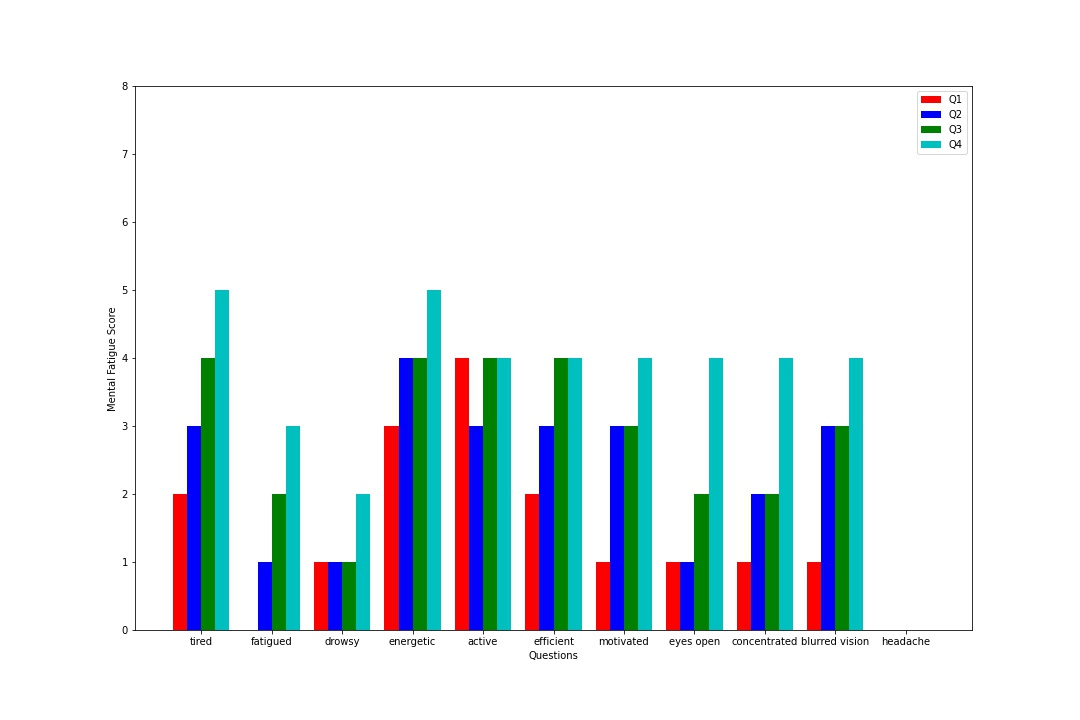 8
7
6
5
4
3
2
1
0
Mental Fatigue Score
Q1
Q2
Q3
Q4
tired fatigued drowsy energetic active efficient motivated eyes open concentrated blurred vision headache
Questions